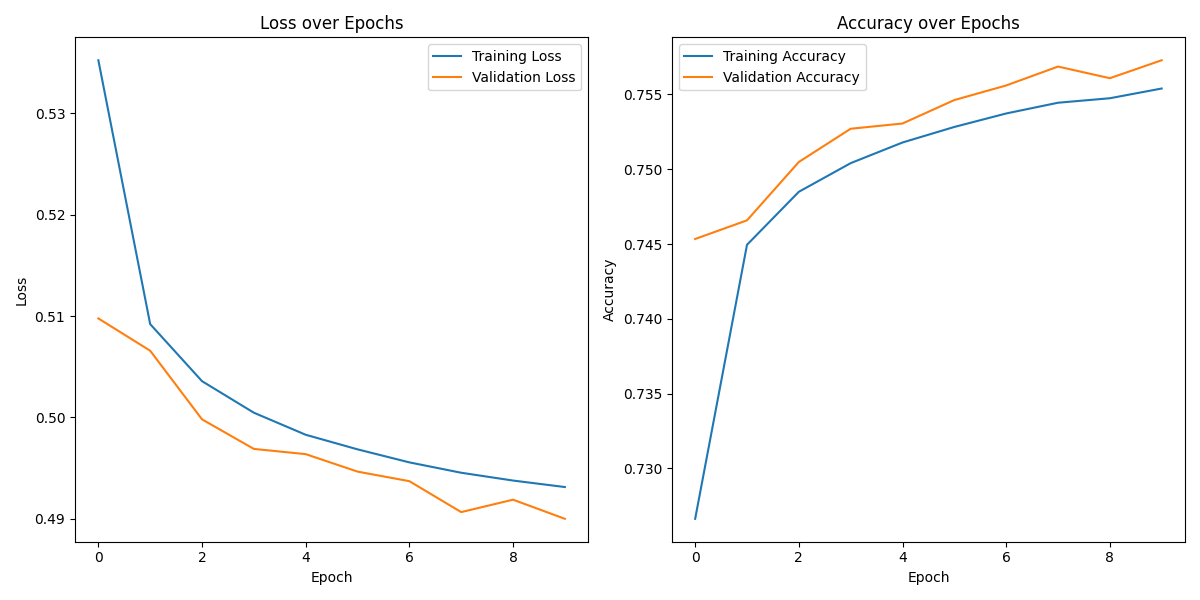 Loss over Epochs
Training Loss
Validation Loss
0.53
0.52
0.51
0.50
0.49
Loss
0 2 4 6 8
Epoch
Accuracy over Epochs
Training Accuracy
Validation Accuracy
0.755
0.750
0.745
0.740
0.735
0.730
Accuracy
0 2 4 6 8
Epoch